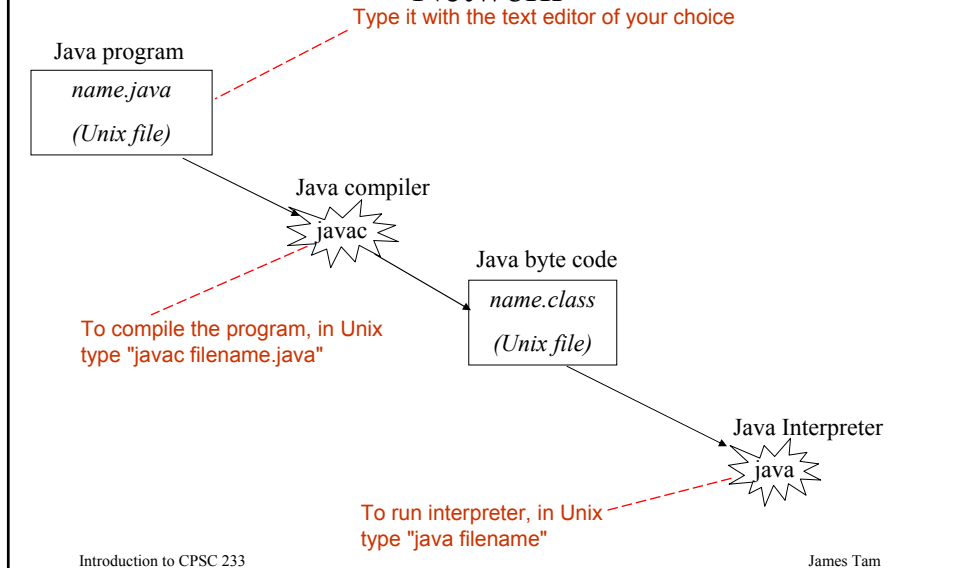 Type it with the text editor of your choice
Java program
name.java
(Unix file)
Java compiler
javac
Java byte code
name.class
(Unix file)
To compile the program, in Unix
type "javac filename.java"
Java Interpreter
java
To run interpreter, in Unix
type "java filename"
Introduction to CPSC 233
James Tam